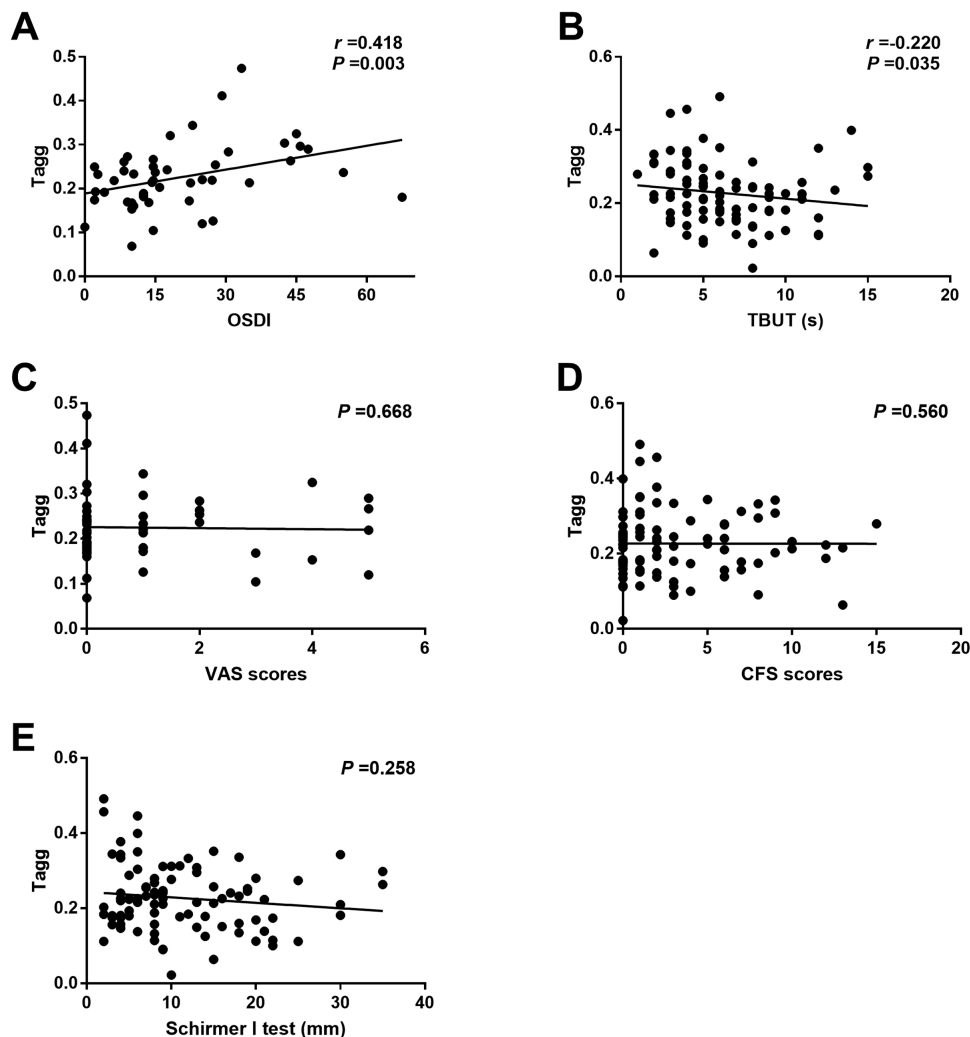 A
r =0.418
P =0.003
Tagg
0.5
0.4
0.3
0.2
0.1
0.0
0 15 30 45 60
OSDI
B
r =-0.220
P =0.035
Tagg
0.6
0.4
0.2
0.0
0 5 10 15 20
TBUT (s)
C
P =0.668
Tagg
0.5
0.4
0.3
0.2
0.1
0.0
0 2 4 6
VAS scores
D
P =0.560
Tagg
0.6
0.4
0.2
0.0
0 5 10 15 20
CFS scores
E
P =0.258
Tagg
0.6
0.4
0.2
0.0
0 10 20 30 40
Schirmer I test (mm)